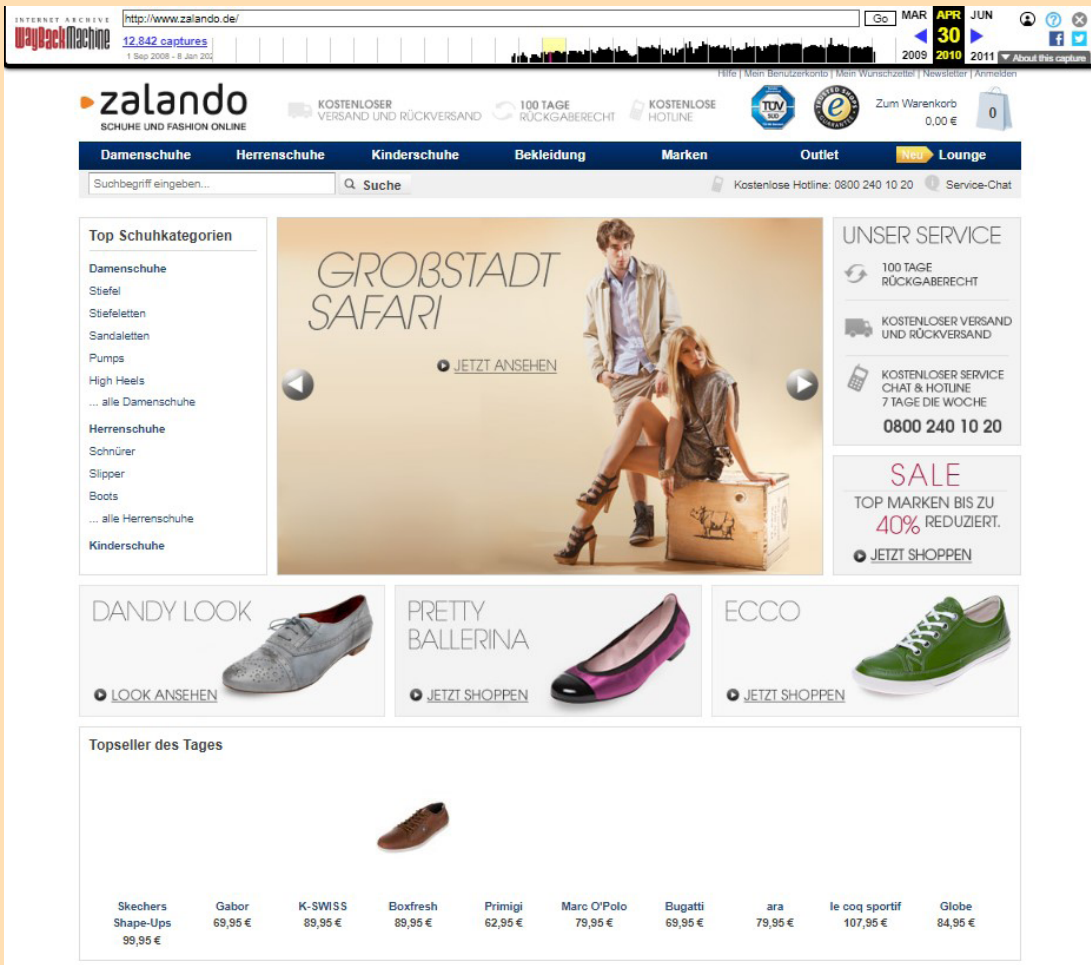 INTERNET ARCHIVE
WayBackMachine
http://www.zalando.de/
Go
MAR APR JUN
12,842 captures
30
1 Sep 2008 - 8 Jan 202
2009 2010 2011
About this capture
Hilfe | Mein Benutzerkonto | Mein Wunschzettel | Newsletter | Anmelden
zalando
SCHUHE UND FASHION ONLINE
KOSTENLOSER
VERSAND UND RÜCKVERSAND
100 TAGE
RÜCKGABERECHT
KOSTENLOSE
HOTLINE
TÜV
SÜD
TRUSTED SHOPS
GUARANTEE
Zum Warenkorb
0,00 €
0
Damenschuhe Herrenschuhe Kinderschuhe Bekleidung Marken Outlet Neu Lounge
Suchbegriff eingeben...
Suche
Kostenlose Hotline: 0800 240 10 20
Service-Chat
Top Schuhkategorien
Damenschuhe
Stiefel
Stiefeletten
Sandaletten
Pumps
High Heels
... alle Damenschuhe
Herrenschuhe
Schnürer
Slipper
Boots
... alle Herrenschuhe
Kinderschuhe
GROßSTADT
SAFARI
JETZT ANSEHEN
UNSER SERVICE
100 TAGE
RÜCKGABERECHT
KOSTENLOSER VERSAND
UND RÜCKVERSAND
KOSTENLOSER SERVICE
CHAT & HOTLINE
7 TAGE DIE WOCHE
0800 240 10 20
SALE
TOP MARKEN BIS ZU
40% REDUZIERT.
JETZT SHOPPEN
DANDY LOOK
LOOK ANSEHEN
PRETTY
BALLERINA
JETZT SHOPPEN
ECCO
JETZT SHOPPEN
Topseller des Tages
Skechers
Shape-Ups
99,95 €
Gabor
69,95 €
K-SWISS
89,95 €
Boxfresh
89,95 €
Primigi
62,95 €
Marc O'Polo
79,95 €
Bugatti
69,95 €
ara
79,95 €
le coq sportif
107,95 €
Globe
84,95 €